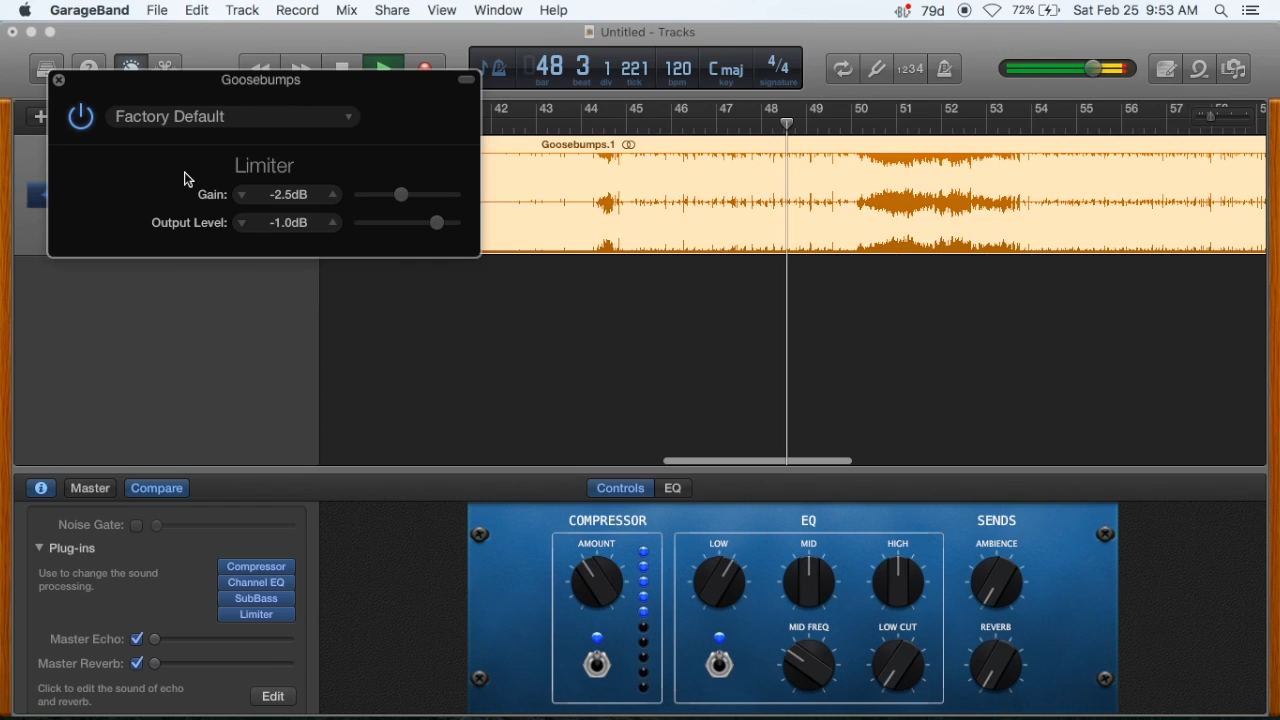 GarageBand File Edit Track Record Mix Share View Window Help 79d 72% Sat Feb 25 9:53 AM
Untitled - Tracks
48 3 1 221 120 C maj 4/4
bar beat div tick bpm key signature
1234
Goosebumps
Factory Default
Limiter
Gain: -2.5dB
Output Level: -1.0dB
42 43 44 45 46 47 48 49 50 51 52 53 54 55 56 57
Goosebumps.1
Master Compare Controls EQ
Noise Gate:
Plug-ins
Use to change the sound
processing.
Compressor
Channel EQ
SubBass
Limiter
Master Echo:
Master Reverb:
Click to edit the sound of echo
and reverb.
Edit
COMPRESSOR EQ SENDS
AMOUNT LOW MID HIGH AMBIENCE
MID FREQ LOW CUT REVERB